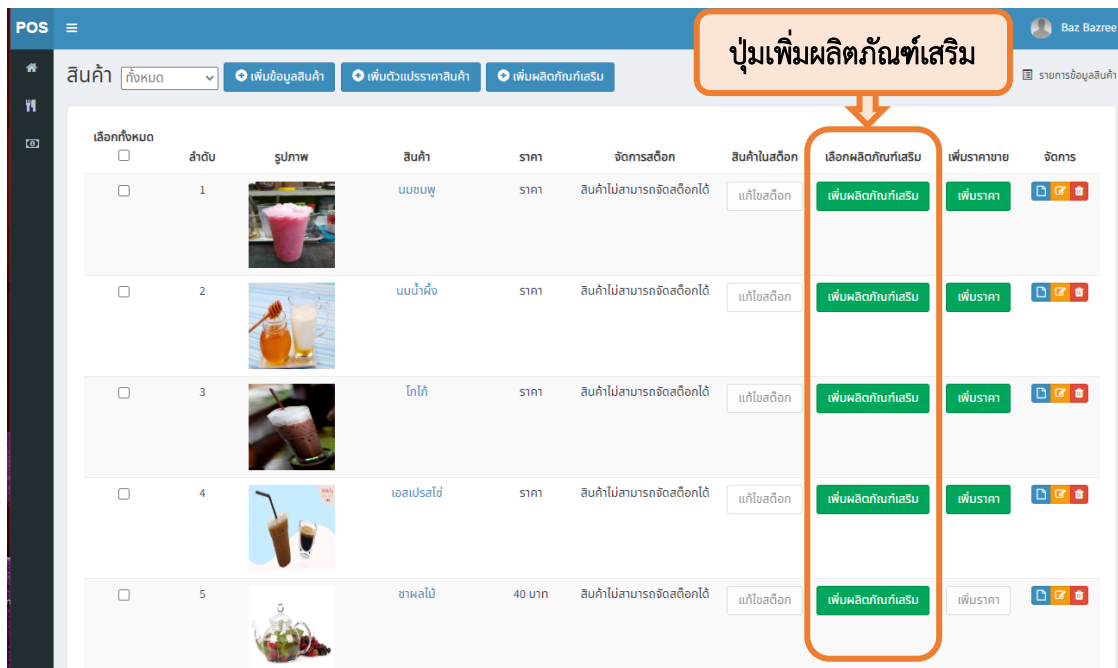 POS
Baz Bazree
ปุ่มเพิ่มผลิตภัณฑ์เสริม
สินค้า ทั้งหมด เพิ่มข้อมูลสินค้า เพิ่มตัวแปรราคาสินค้า เพิ่มผลิตภัณฑ์เสริม รายการข้อมูลสินค้า
เลือกทั้งหมด ลำดับ รูปภาพ สินค้า ราคา จัดการสต็อก สินค้าในสต็อก เลือกผลิตภัณฑ์เสริม เพิ่มราคาขาย จัดการ
1 นมชมพู ราคา สินค้าไม่สามารถจัดสต็อกได้ แก้ไขสต็อก เพิ่มผลิตภัณฑ์เสริม เพิ่มราคา
2 นมน้ำผึ้ง ราคา สินค้าไม่สามารถจัดสต็อกได้ แก้ไขสต็อก เพิ่มผลิตภัณฑ์เสริม เพิ่มราคา
3 โกโก้ ราคา สินค้าไม่สามารถจัดสต็อกได้ แก้ไขสต็อก เพิ่มผลิตภัณฑ์เสริม เพิ่มราคา
4 เอสเปรสโซ่ ราคา สินค้าไม่สามารถจัดสต็อกได้ แก้ไขสต็อก เพิ่มผลิตภัณฑ์เสริม เพิ่มราคา
5 ชาผลไม้ 40 บาท สินค้าไม่สามารถจัดสต็อกได้ แก้ไขสต็อก เพิ่มผลิตภัณฑ์เสริม เพิ่มราคา